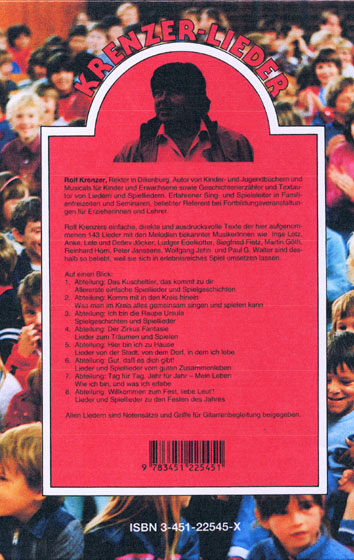 KRENZER-LIEDER
Rolf Krenzer, Rektor in Dillenburg, Autor von Kinder- und Jugendbüchern und
Musicals für Kinder und Erwachsene sowie Geschichtenerzähler und Textau-
tor von Liedern und Spielliedern. Erfahrener Sing- und Spieleleiter in Famili-
enfreizeiten und Seminaren, beliebter Referent bei Fortbildungsveranstaltun-
gen für Erzieherinnen und Lehrer.
Rolf Krenzers einfache, direkte und ausdrucksvolle Texte der hier aufgenom-
menen 143 Lieder mit den Melodien bekannter MusikerInnen wie Inge Lotz,
Anke, Lele und Detlev Jöcker, Ludger Edelkötter, Siegfried Fietz, Martin Göth,
Reinhard Horn, Peter Janssens, Wolfgang John und Paul G. Walter sind des-
halb so beliebt, weil sie sich in erlebnisreiches Spiel umsetzen lassen.
Auf einen Blick:
1. Abteilung: Das Kuscheltier, das kommt zu dir
Allererste einfache Spiellieder und Spielgeschichten
2. Abteilung: Komm mit in den Kreis hinein
Was man im Kreis alles gemeinsam singen und spielen kann
3. Abteilung: Ich bin die Raupe Ursula
Spielgeschichten und Spiellieder
4. Abteilung: Der Zirkus Fantasie
Lieder zum Träumen und Spielen
5. Abteilung: Hier bin ich zu Hause
Lieder von der Stadt, von dem Dorf, in dem ich lebe
6. Abteilung: Gut, daß es dich gibt!
Lieder und Spiellieder vom guten Zusammenleben
7. Abteilung: Tag für Tag, Jahr für Jahr – Mein Leben
Wie ich bin, und was ich erlebe
8. Abteilung: Willkommen zum Fest, liebe Leut'!
Lieder und Spiellieder zu den Festen des Jahres
Allen Liedern sind Notensätze und Griffe für Gitarrenbegleitung beigegeben.
9 783451 225451
ISBN 3-451-22545-X